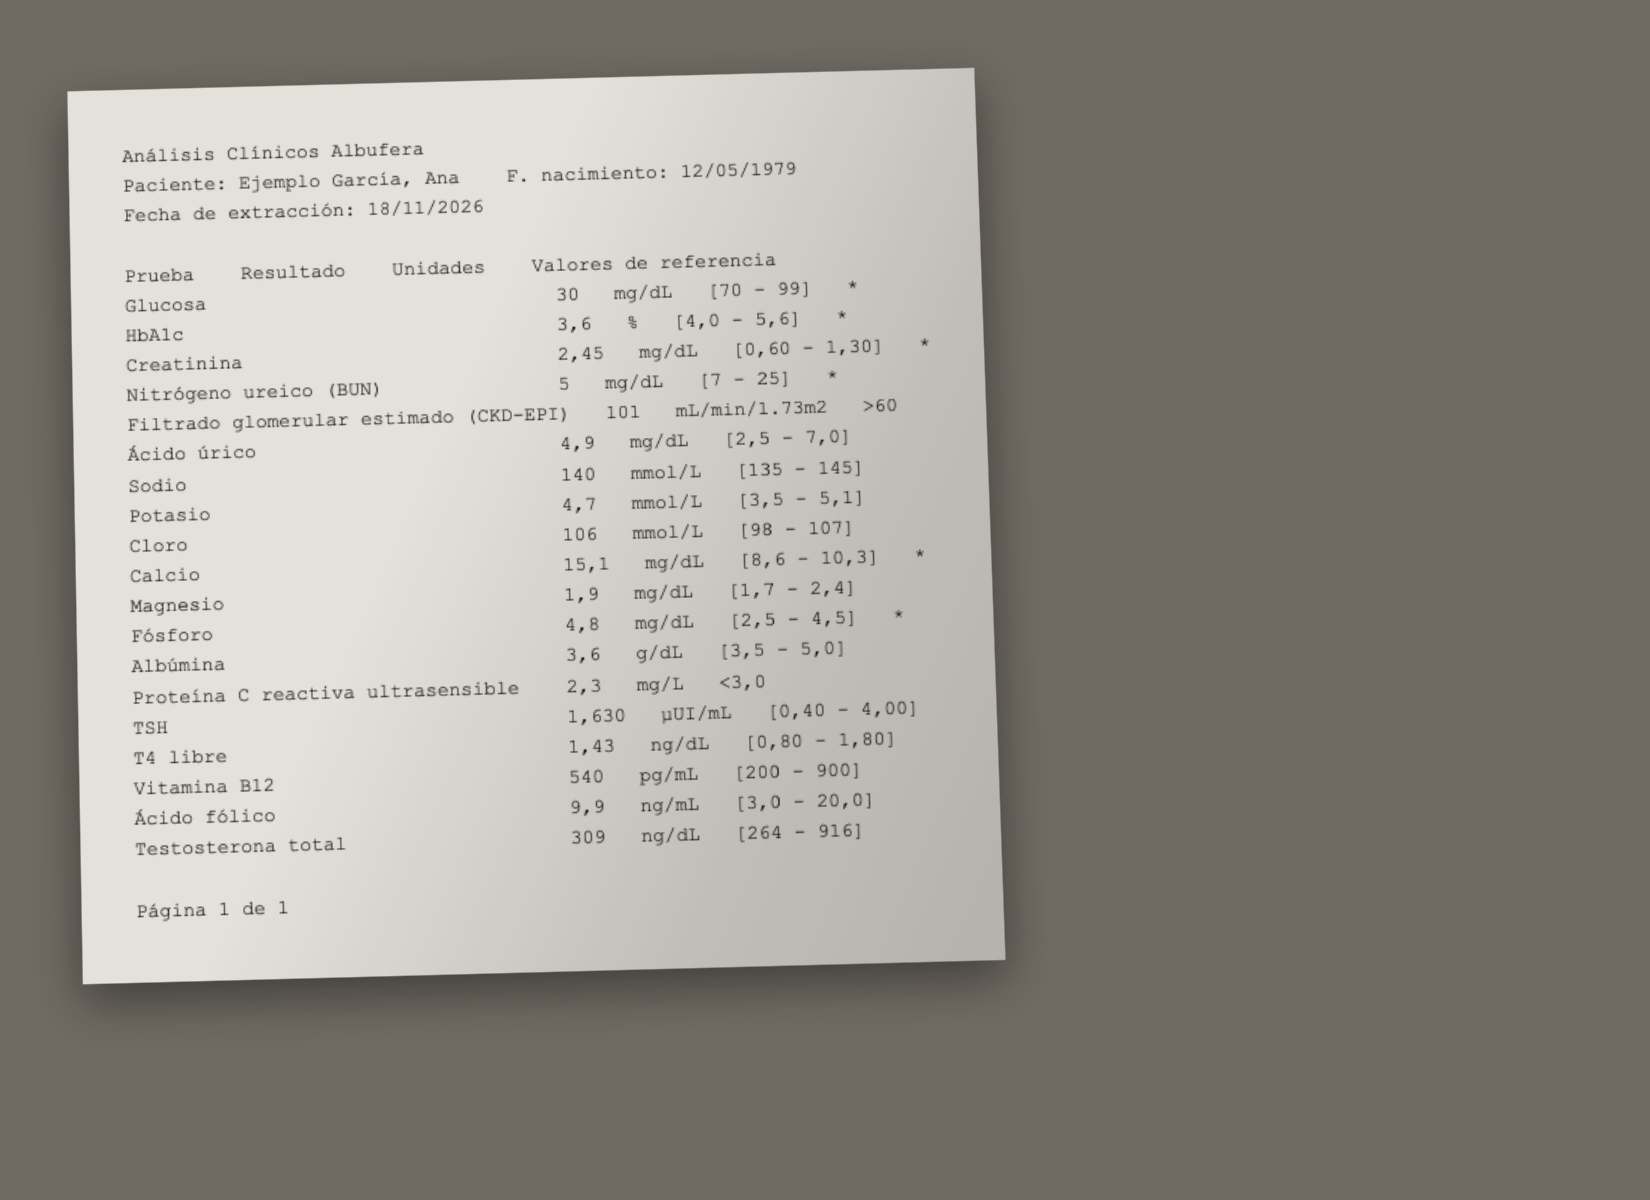 Análisis Clínicos Albufera
Paciente: Ejemplo García, Ana    F. nacimiento: 12/05/1979
Fecha de extracción: 18/11/2026
Prueba    Resultado    Unidades    Valores de referencia
Glucosa    30   mg/dL   [70 - 99]   *
HbA1c    3,6   %   [4,0 - 5,6]   *
Creatinina    2,45   mg/dL   [0,60 - 1,30]   *
Nitrógeno ureico (BUN)    5   mg/dL   [7 - 25]   *
Filtrado glomerular estimado (CKD-EPI)   101   mL/min/1.73m2   >60
Ácido úrico    4,9   mg/dL   [2,5 - 7,0]
Sodio    140   mmol/L   [135 - 145]
Potasio    4,7   mmol/L   [3,5 - 5,1]
Cloro    106   mmol/L   [98 - 107]
Calcio    15,1   mg/dL   [8,6 - 10,3]   *
Magnesio    1,9   mg/dL   [1,7 - 2,4]
Fósforo    4,8   mg/dL   [2,5 - 4,5]   *
Albúmina    3,6   g/dL   [3,5 - 5,0]
Proteína C reactiva ultrasensible    2,3   mg/L   <3,0
TSH    1,630   µUI/mL   [0,40 - 4,00]
T4 libre    1,43   ng/dL   [0,80 - 1,80]
Vitamina B12    540   pg/mL   [200 - 900]
Ácido fólico    9,9   ng/mL   [3,0 - 20,0]
Testosterona total    309   ng/dL   [264 - 916]
Página 1 de 1